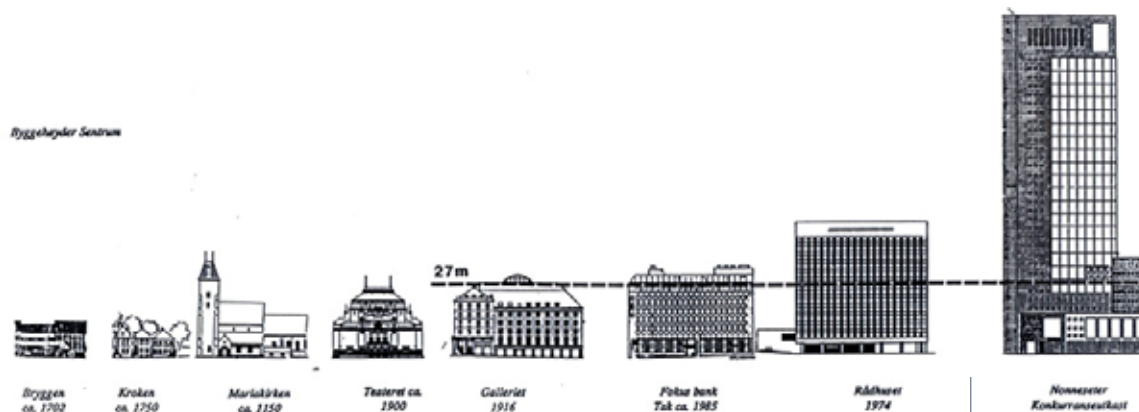 Byggehøyder Sentrum
27 m
Bryggen
ca. 1702
Kroken
ca. 1750
Mariakirken
ca. 1150
Teateret ca.
1900
Galleriet
1916
Fokus bank
Tak ca. 1985
Rådhuset
1974
Nonneseter
Konkurranseutkast